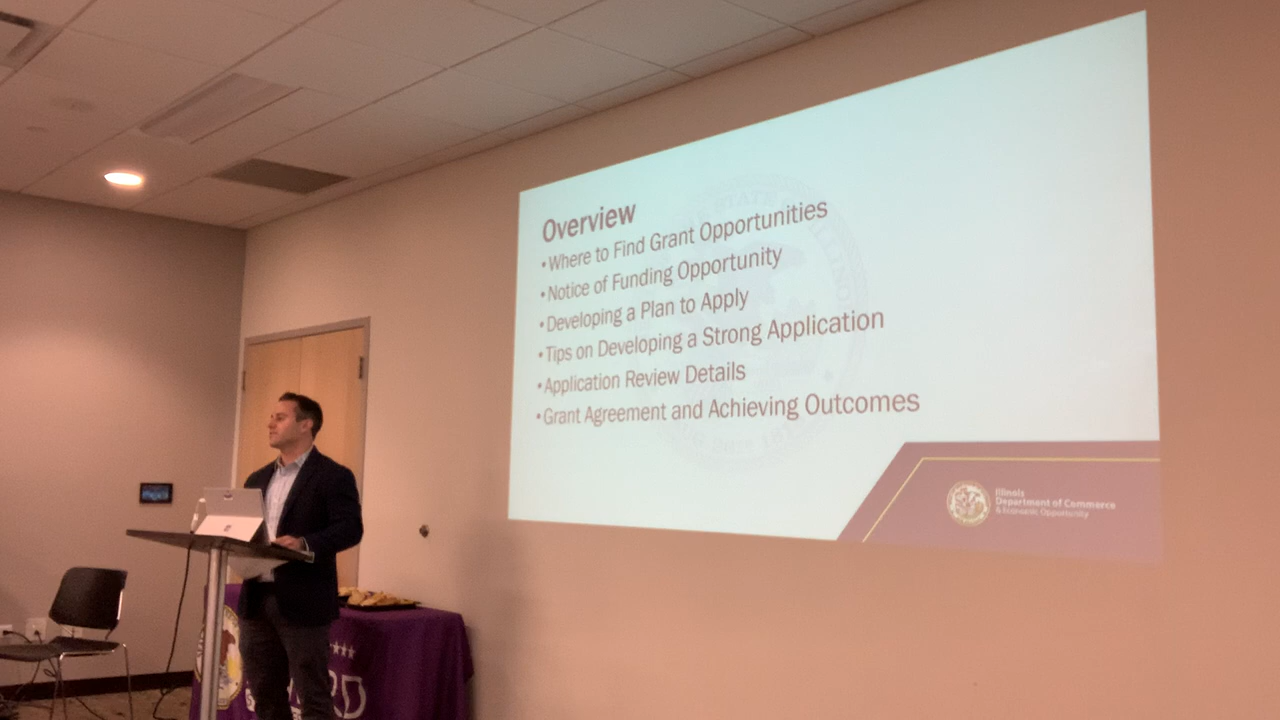 Overview
•Where to Find Grant Opportunities
•Notice of Funding Opportunity
•Developing a Plan to Apply
•Tips on Developing a Strong Application
•Application Review Details
•Grant Agreement and Achieving Outcomes
Illinois
Department of Commerce
& Economic Opportunity